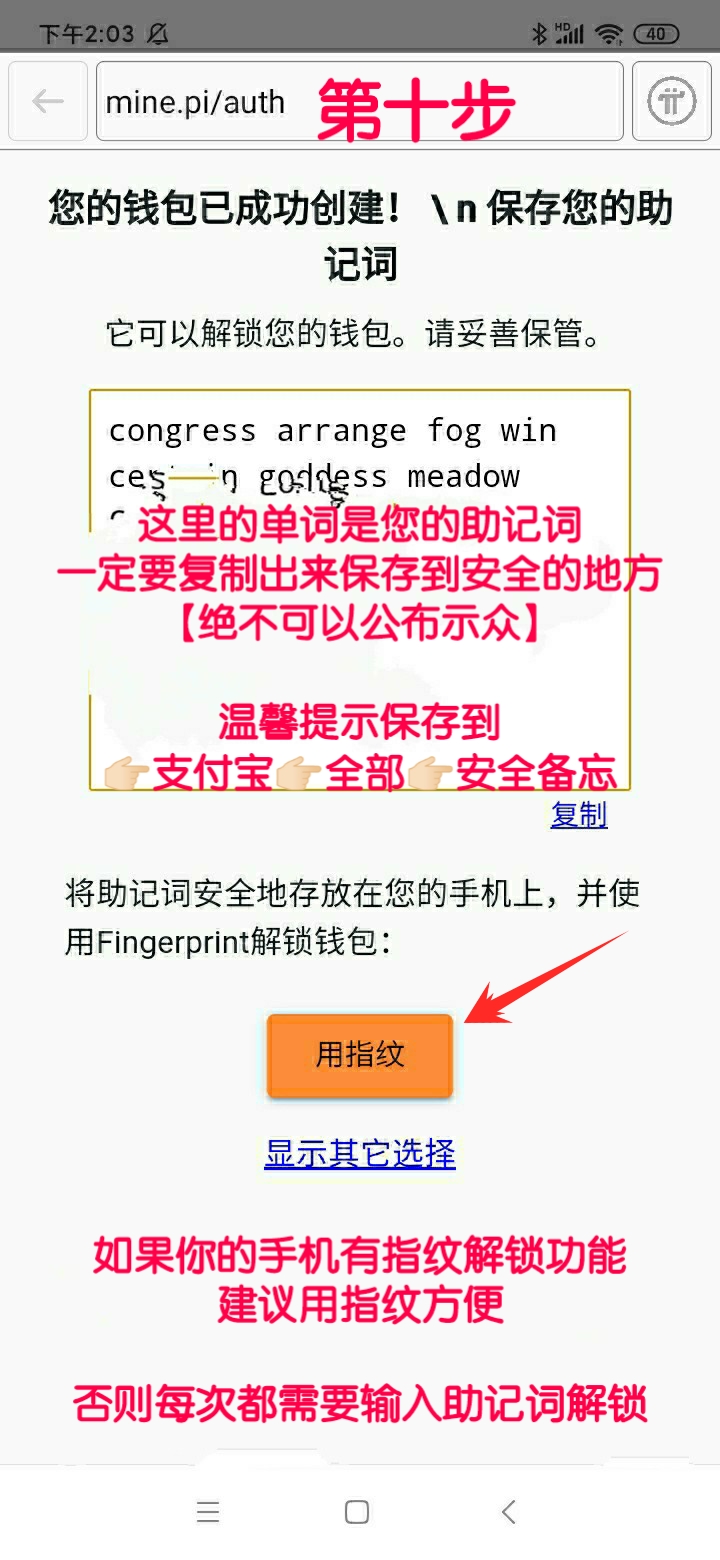 下午2:03 HD 40
mine.pi/auth 第十步
您的钱包已成功创建！ \n 保存您的助
记词
它可以解锁您的钱包。请妥善保管。
congress arrange fog win
goddess meadow
这里的单词是您的助记词
一定要复制出来保存到安全的地方
【绝不可以公布示众】
温馨提示保存到
👉🏻支付宝👉🏻全部👉🏻安全备忘
复制
将助记词安全地存放在您的手机上，并使
用Fingerprint解锁钱包：
用指纹
显示其它选择
如果你的手机有指纹解锁功能
建议用指纹方便
否则每次都需要输入助记词解锁